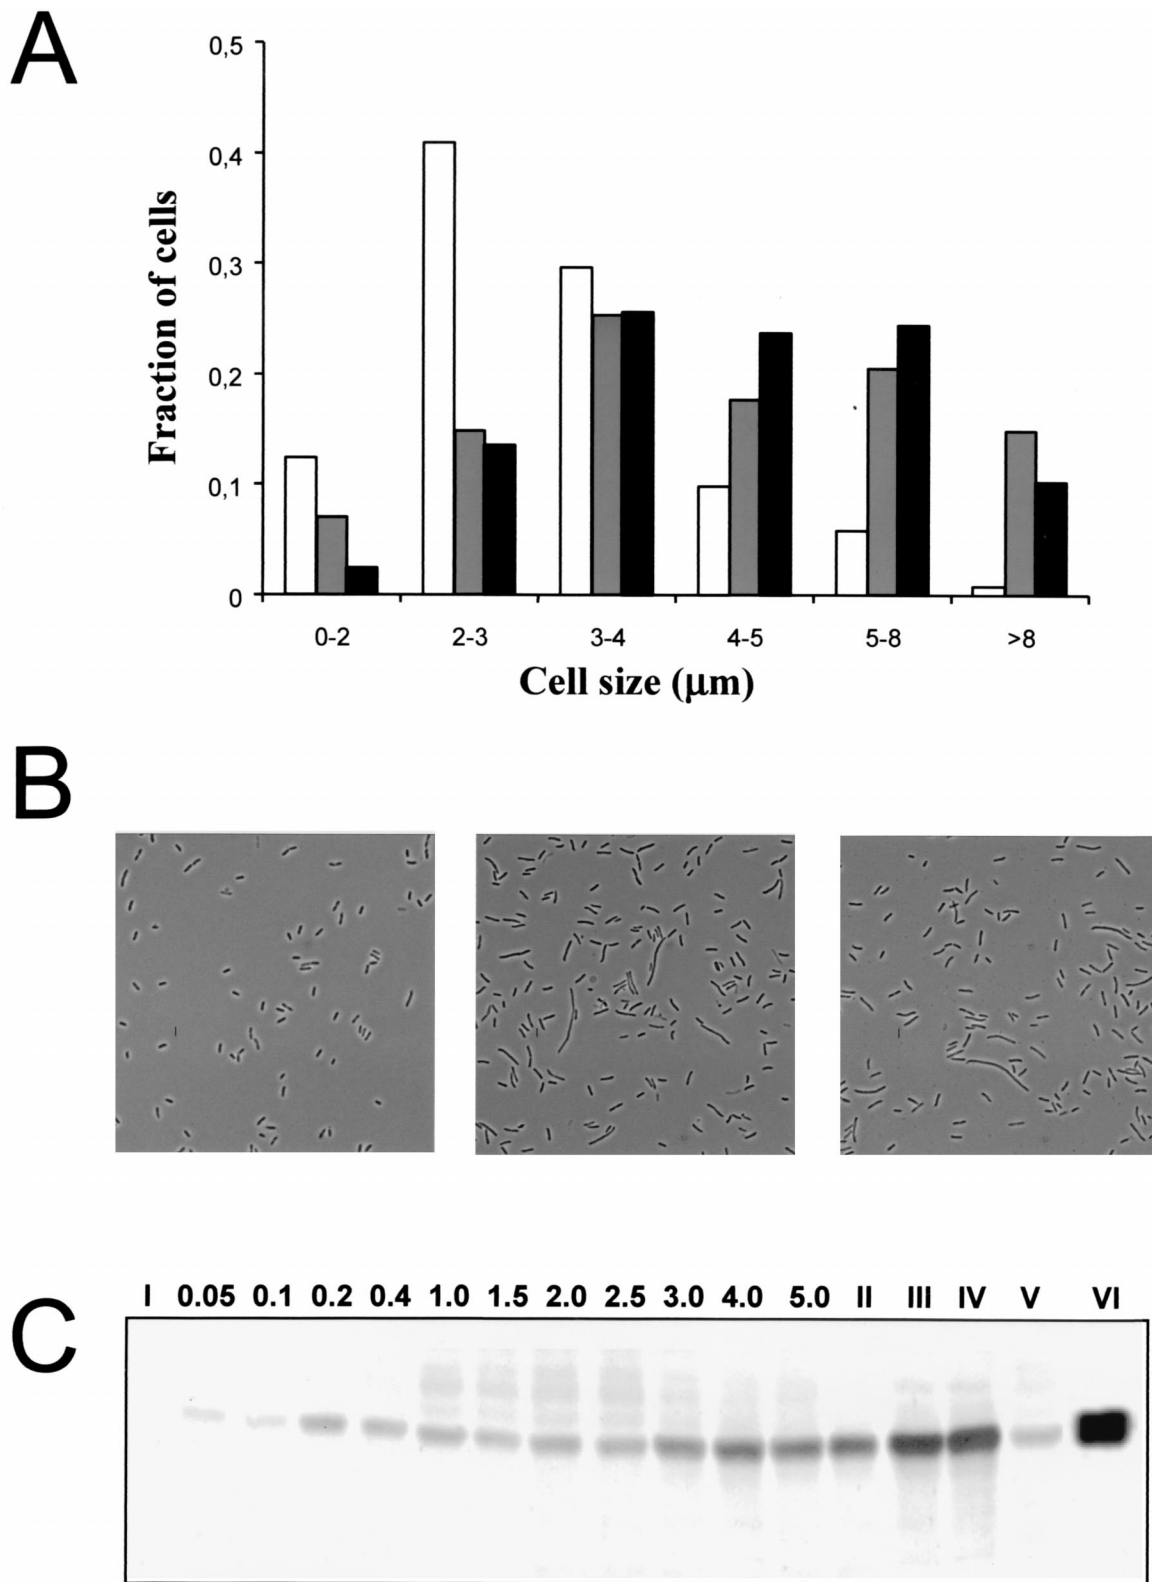 A
0,5
0,4
0,3
0,2
0,1
0
Fraction of cells
0-2 2-3 3-4 4-5 5-8 >8
Cell size (μm)
B
C
I 0.05 0.1 0.2 0.4 1.0 1.5 2.0 2.5 3.0 4.0 5.0 II III IV V VI